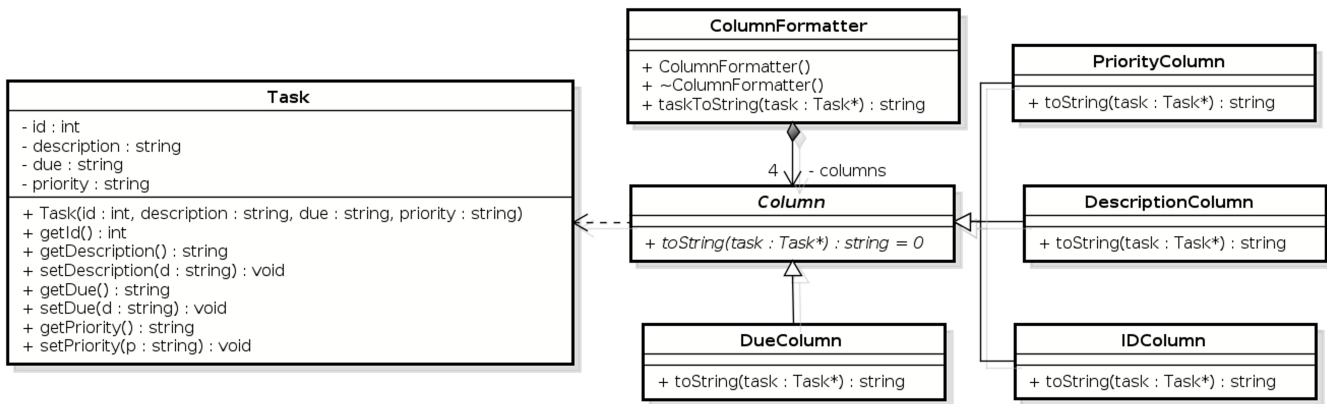 Task
- id : int
- description : string
- due : string
- priority : string
+ Task(id : int, description : string, due : string, priority : string)
+ getId() : int
+ getDescription() : string
+ setDescription(d : string) : void
+ getDue() : string
+ setDue(d : string) : void
+ getPriority() : string
+ setPriority(p : string) : void
ColumnFormatter
+ ColumnFormatter()
+ ~ColumnFormatter()
+ taskToString(task : Task*) : string
4 - columns
Column
+ toString(task : Task*) : string = 0
DueColumn
+ toString(task : Task*) : string
PriorityColumn
+ toString(task : Task*) : string
DescriptionColumn
+ toString(task : Task*) : string
IDColumn
+ toString(task : Task*) : string